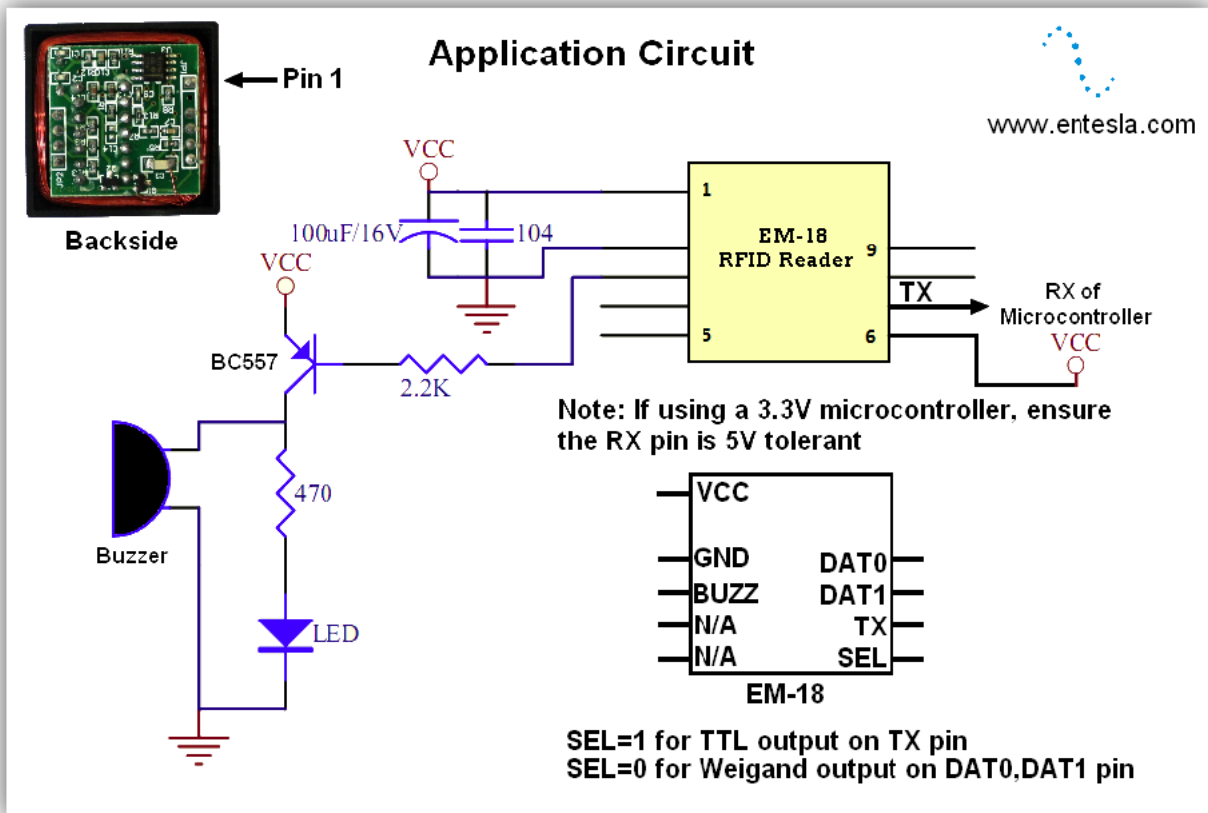 Application Circuit
Pin 1
www.entesla.com
Backside
VCC
100uF/16V
104
1
EM-18
RFID Reader
9
TX
RX of
Microcontroller
5
6
VCC
VCC
BC557
2.2K
Note: If using a 3.3V microcontroller, ensure
the RX pin is 5V tolerant
470
Buzzer
LED
VCC
GND
BUZZ
N/A
N/A
DAT0
DAT1
TX
SEL
EM-18
SEL=1 for TTL output on TX pin
SEL=0 for Weigand output on DAT0,DAT1 pin